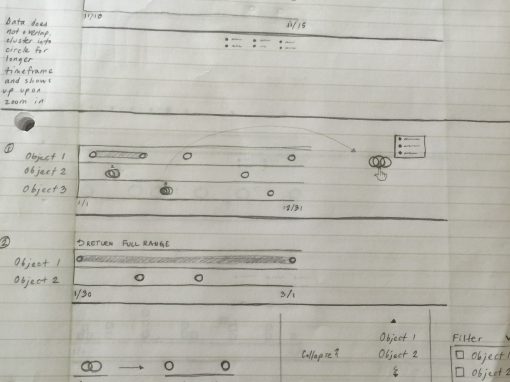 11/10
11/15
Data does
not overlap,
cluster into
circle for
longer
timeframe
and shows
up upon
zoom in
①
Object 1
Object 2
Object 3
1/1
12/31
②
RETURN FULL RANGE
Object 1
Object 2
1/30
3/1
Object 1
Collapse?
Object 2
Filter
Object 1
Object 2